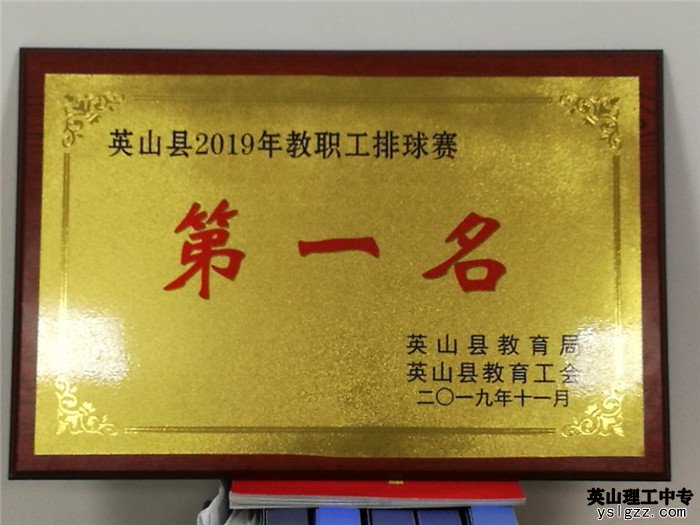 英山县2019年教职工排球赛
第一名
英山县教育局
英山县教育工会
二〇一九年十一月
英山理工中专
yslgzz.com